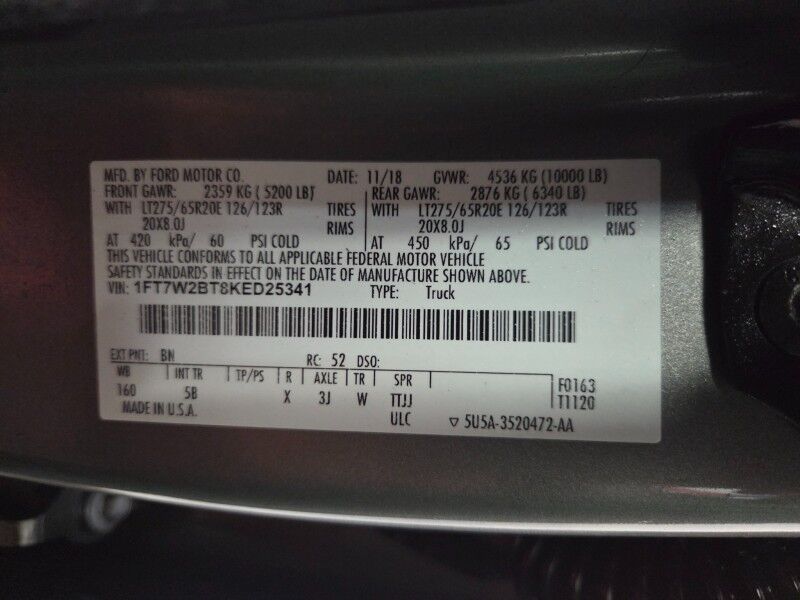 MFD. BY FORD MOTOR CO. DATE: 11/18 GVWR: 4536 KG (10000 LB)
FRONT GAWR: 2359 KG ( 5200 LB) REAR GAWR: 2876 KG ( 6340 LB)
WITH LT275/65R20E 126/123R TIRES WITH LT275/65R20E 126/123R TIRES
20X8.0J RIMS 20X8.0J RIMS
AT 420 kPa/ 60 PSI COLD AT 450 kPa/ 65 PSI COLD
THIS VEHICLE CONFORMS TO ALL APPLICABLE FEDERAL MOTOR VEHICLE
SAFETY STANDARDS IN EFFECT ON THE DATE OF MANUFACTURE SHOWN ABOVE.
VIN: 1FT7W2BT8KED25341 TYPE: Truck
EXT PNT: BN RC: 52 DSO:
WB INT TR TP/PS R AXLE TR SPR F0163
160 5B X 3J W TTJJ T1120
MADE IN U.S.A. ULC ▽ 5U5A-3520472-AA